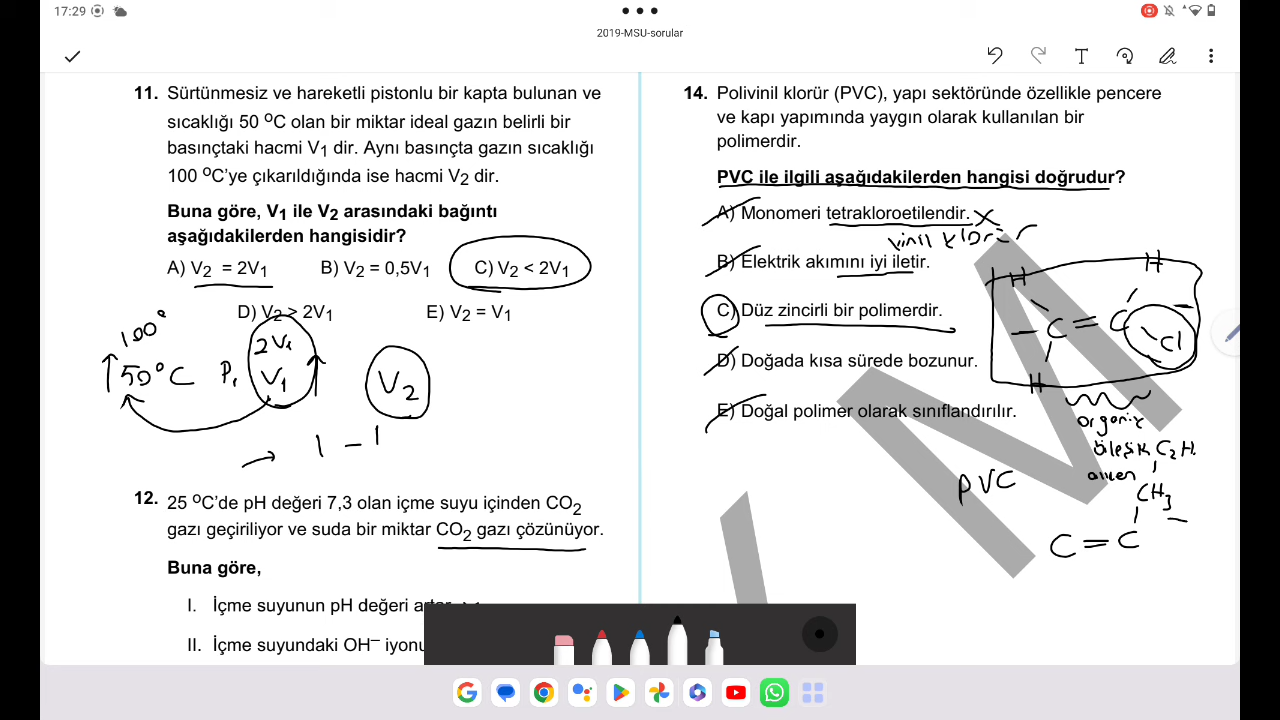 17:29
2019-MSU-sorular
11. Sürtünmesiz ve hareketli pistonlu bir kapta bulunan ve
sıcaklığı 50 ºC olan bir miktar ideal gazın belirli bir
basınçtaki hacmi V₁ dir. Aynı basınçta gazın sıcaklığı
100 ºC'ye çıkarıldığında ise hacmi V₂ dir.
Buna göre, V₁ ile V₂ arasındaki bağıntı
aşağıdakilerden hangisidir?
A) V₂ = 2V₁ B) V₂ = 0,5V₁ C) V₂ < 2V₁
D) V₂ > 2V₁ E) V₂ = V₁
100°
50°C P₁ 2V₁
V₁ V₂
→ 1 – 1
12. 25 ºC'de pH değeri 7,3 olan içme suyu içinden CO₂
gazı geçiriliyor ve suda bir miktar CO₂ gazı çözünüyor.
Buna göre,
I. İçme suyunun pH değeri artar.
II. İçme suyundaki OH⁻ iyonu
14. Polivinil klorür (PVC), yapı sektöründe özellikle pencere
ve kapı yapımında yaygın olarak kullanılan bir
polimerdir.
PVC ile ilgili aşağıdakilerden hangisi doğrudur?
A) Monomeri tetrakloroetilendir. X
vinil klorür
B) Elektrik akımını iyi iletir.
C) Düz zincirli bir polimerdir.
D) Doğada kısa sürede bozunur.
E) Doğal polimer olarak sınıflandırılır.
H H
C = C
H Cl
organik
bileşik C₂H
alken
CH₃
PVC
C = C